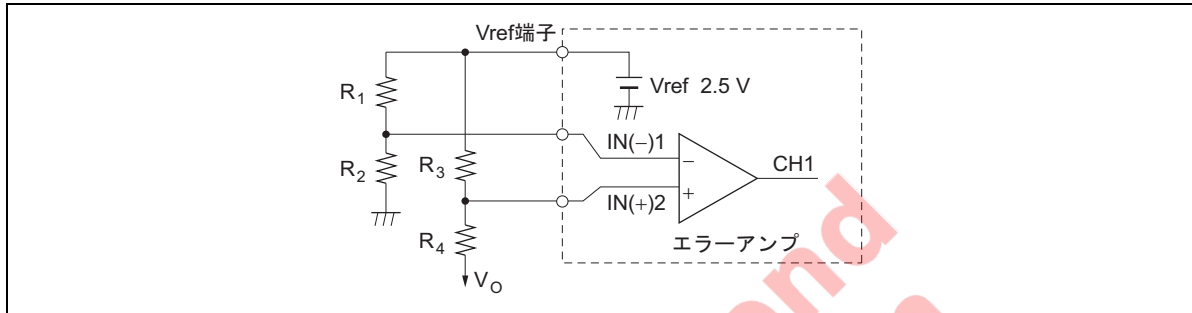 Vref端子
R1
Vref 2.5 V
IN(−)1
−
CH1
R2
R3
IN(+)2
+
R4
エラーアンプ
VO
end